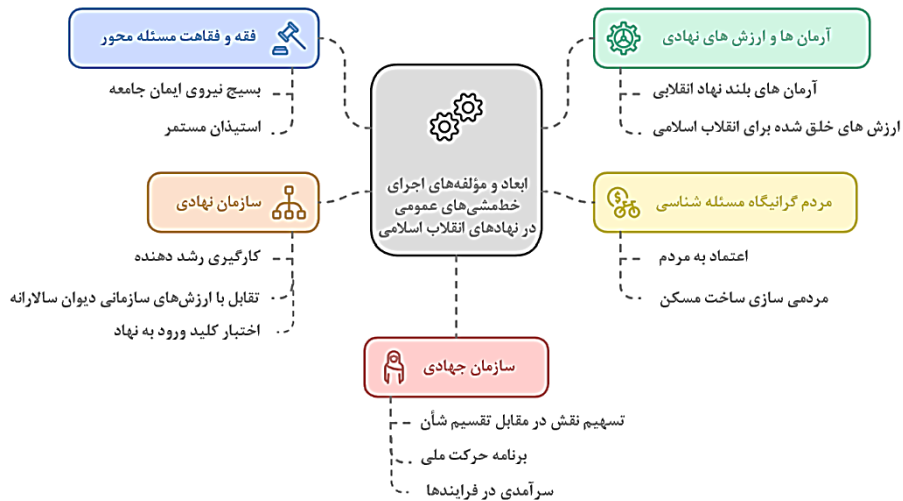 آرمان ها و ارزش های نهادی
آرمان های بلند نهاد انقلابی
ارزش های خلق شده برای انقلاب اسلامی
فقه و فقاهت مسئله محور
بسیج نیروی ایمان جامعه
استیذان مستمر
ابعاد و مؤلفه‌های اجرای
خط‌مشی‌های عمومی
در نهادهای انقلاب اسلامی
مردم گرانیگاه مسئله شناسی
اعتماد به مردم
مردمی سازی ساخت مسکن
سازمان نهادی
کارگیری رشد دهنده
تقابل با ارزش‌های سازمانی دیوان سالارانه
اختبار کلید ورود به نهاد
سازمان جهادی
تسهیم نقش در مقابل تقسیم شأن
برنامه حرکت ملی
سرآمدی در فرایندها